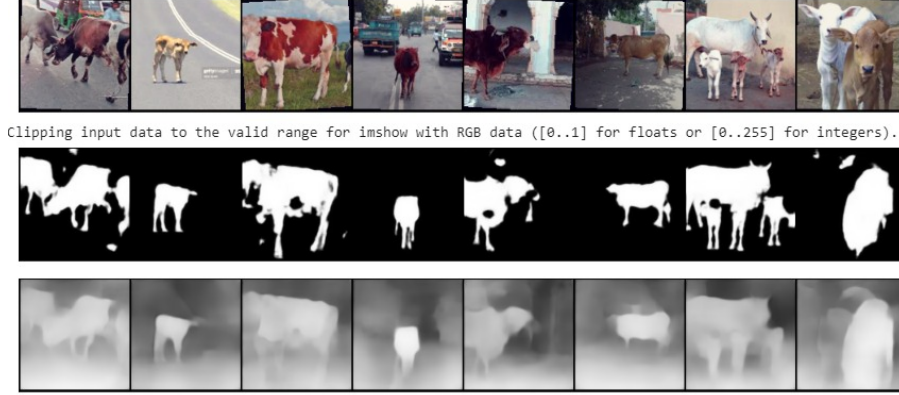 Clipping input data to the valid range for imshow with RGB data ([0..1] for floats or [0..255] for integers).